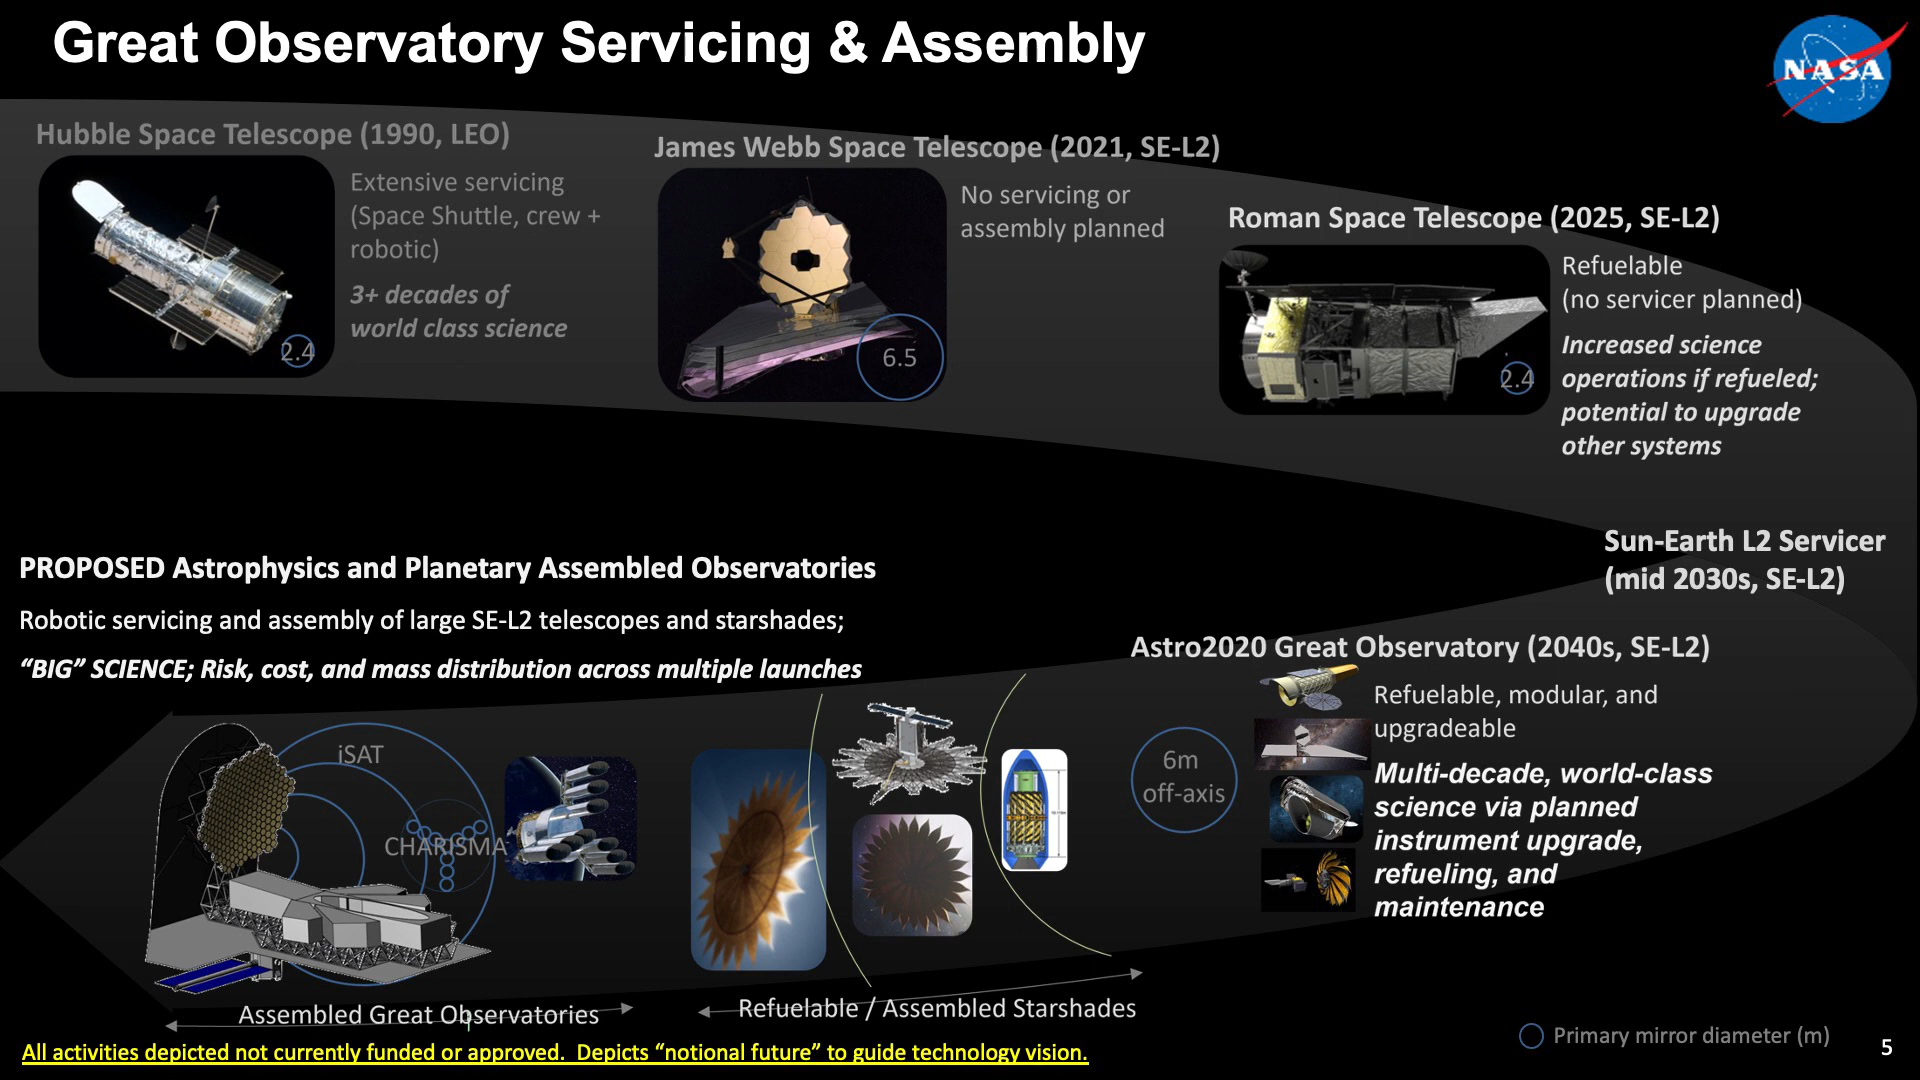 Great Observatory Servicing & Assembly
NASA
Hubble Space Telescope (1990, LEO)
Extensive servicing
(Space Shuttle, crew +
robotic)
3+ decades of
world class science
2.4
James Webb Space Telescope (2021, SE-L2)
No servicing or
assembly planned
6.5
Roman Space Telescope (2025, SE-L2)
Refuelable
(no servicer planned)
Increased science
operations if refueled;
potential to upgrade
other systems
2.4
Sun-Earth L2 Servicer
(mid 2030s, SE-L2)
PROPOSED Astrophysics and Planetary Assembled Observatories
Robotic servicing and assembly of large SE-L2 telescopes and starshades;
“BIG” SCIENCE; Risk, cost, and mass distribution across multiple launches
Astro2020 Great Observatory (2040s, SE-L2)
Refuelable, modular, and
upgradeable
Multi-decade, world-class
science via planned
instrument upgrade,
refueling, and
maintenance
6m
off-axis
iSAT
CHARISMA
Assembled Great Observatories
Refuelable / Assembled Starshades
All activities depicted not currently funded or approved.  Depicts “notional future” to guide technology vision.
Primary mirror diameter (m)
5